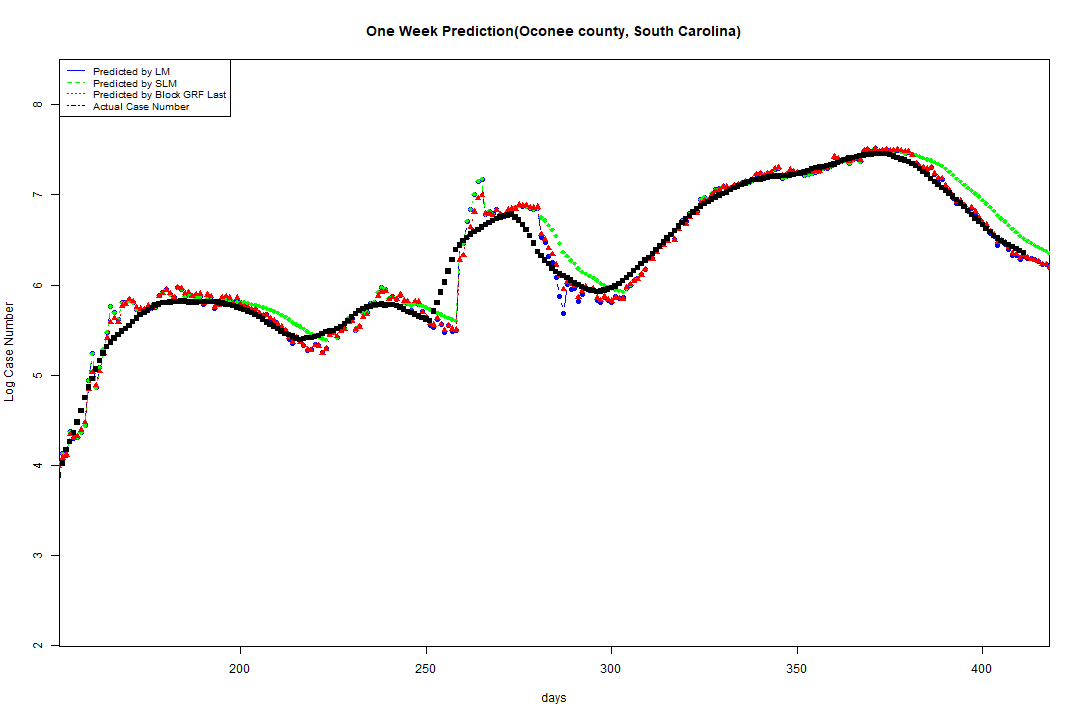 One Week Prediction(Oconee county, South Carolina)
Predicted by LM
Predicted by SLM
Predicted by Block GRF Last
Actual Case Number
8
7
6
5
4
3
2
Log Case Number
200
250
300
350
400
days